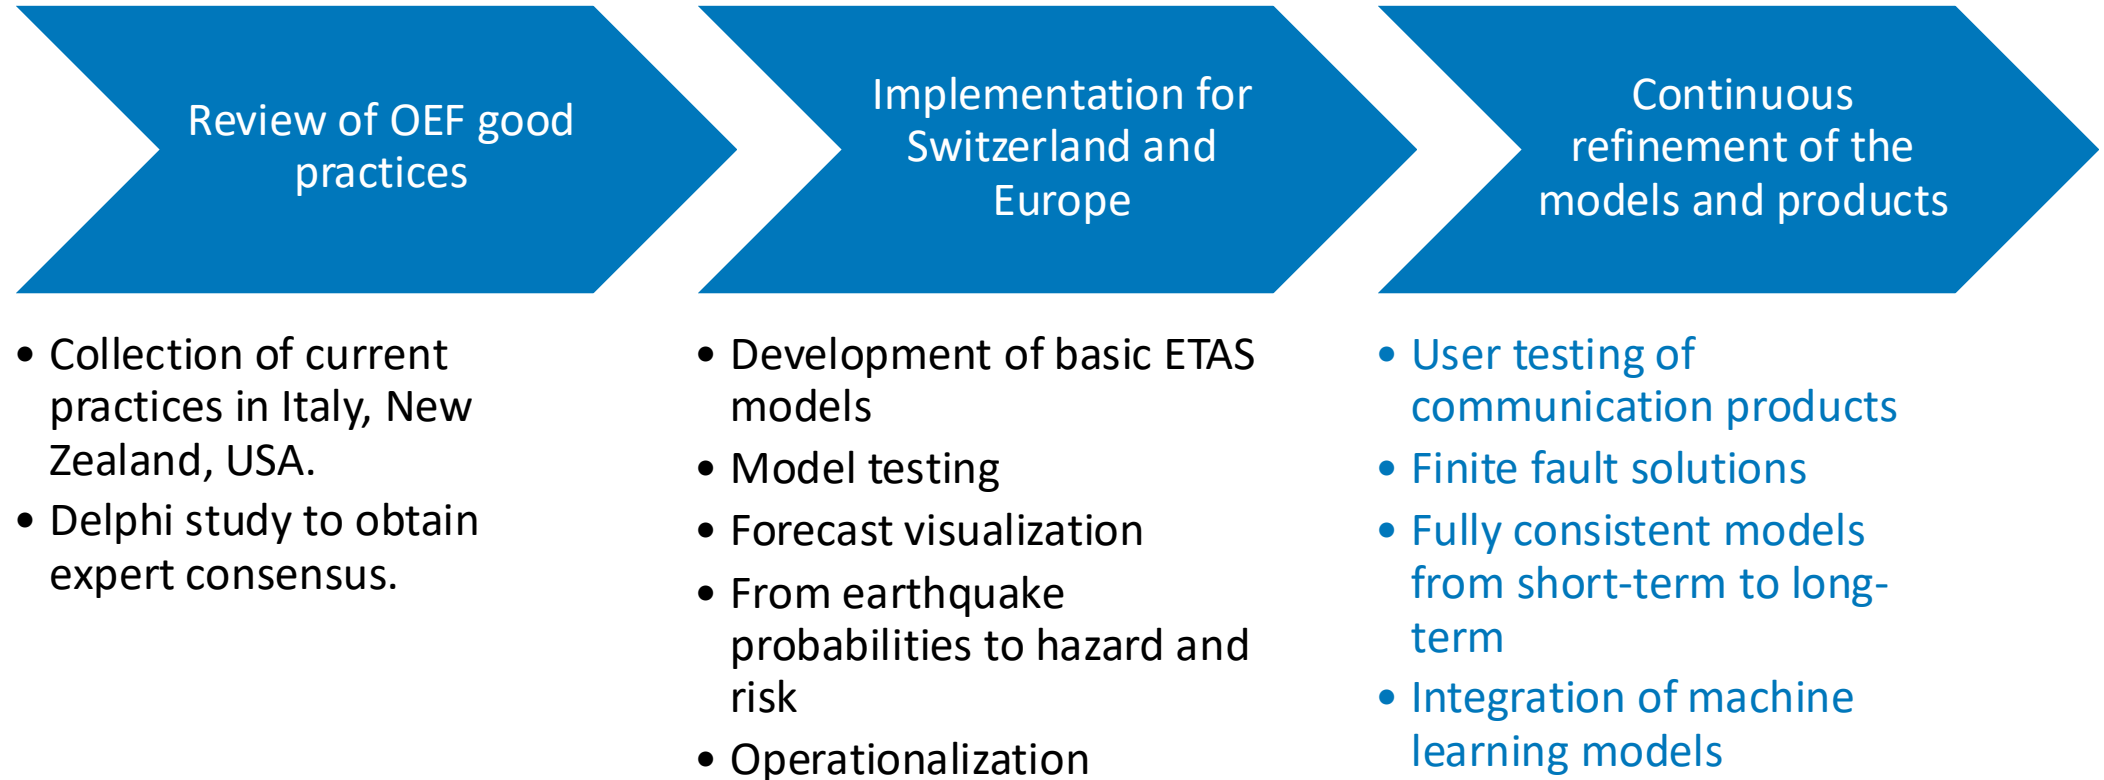 Review of OEF good
practices
• Collection of current
practices in Italy, New
Zealand, USA.
• Delphi study to obtain
expert consensus.
Implementation for
Switzerland and
Europe
• Development of basic ETAS
models
• Model testing
• Forecast visualization
• From earthquake
probabilities to hazard and
risk
• Operationalization
Continuous
refinement of the
models and products
• User testing of
communication products
• Finite fault solutions
• Fully consistent models
from short-term to long-
term
• Integration of machine
learning models